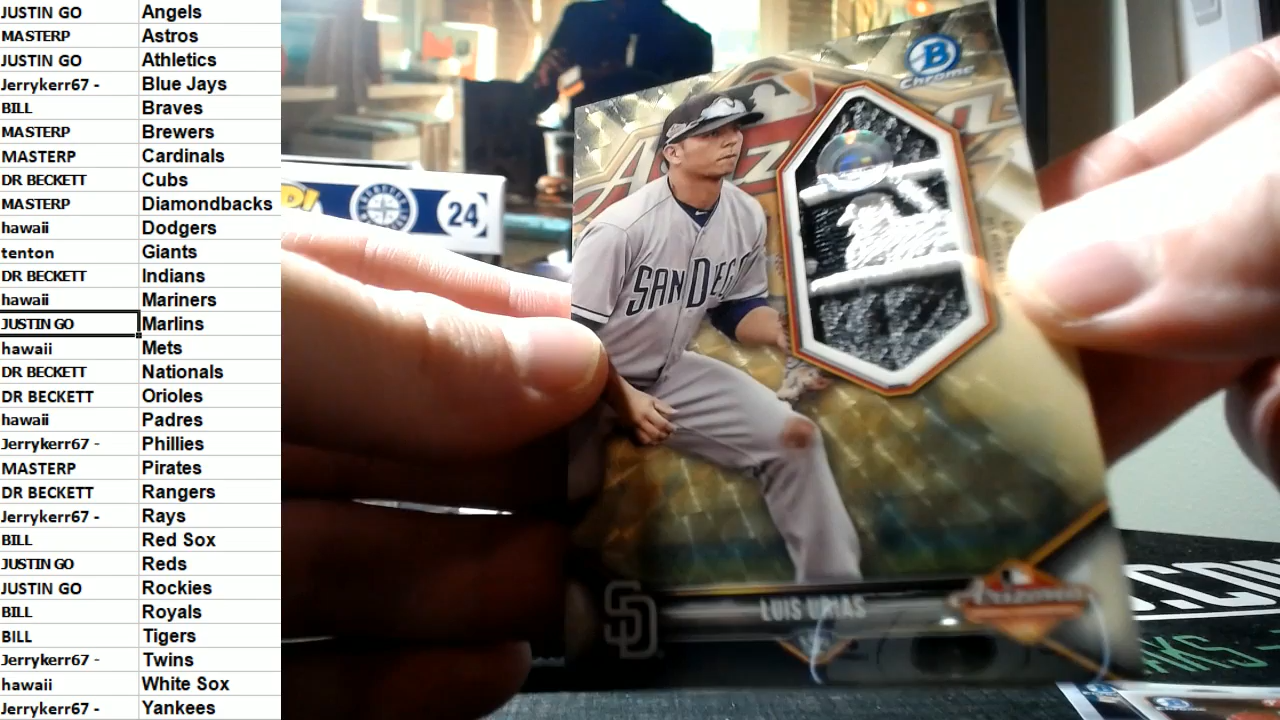 JUSTIN GO Angels
MASTERP Astros
JUSTIN GO Athletics
Jerrykerr67 - Blue Jays
BILL Braves
MASTERP Brewers
MASTERP Cardinals
DR BECKETT Cubs
MASTERP Diamondbacks
hawaii Dodgers
tenton Giants
DR BECKETT Indians
hawaii Mariners
JUSTIN GO Marlins
hawaii Mets
DR BECKETT Nationals
DR BECKETT Orioles
hawaii Padres
Jerrykerr67 - Phillies
MASTERP Pirates
DR BECKETT Rangers
Jerrykerr67 - Rays
BILL Red Sox
JUSTIN GO Reds
JUSTIN GO Rockies
BILL Royals
BILL Tigers
Jerrykerr67 - Twins
hawaii White Sox
Jerrykerr67 - Yankees
B
Chrome
24
SAN DIEG
SD
LUIS URIAS
Arizona